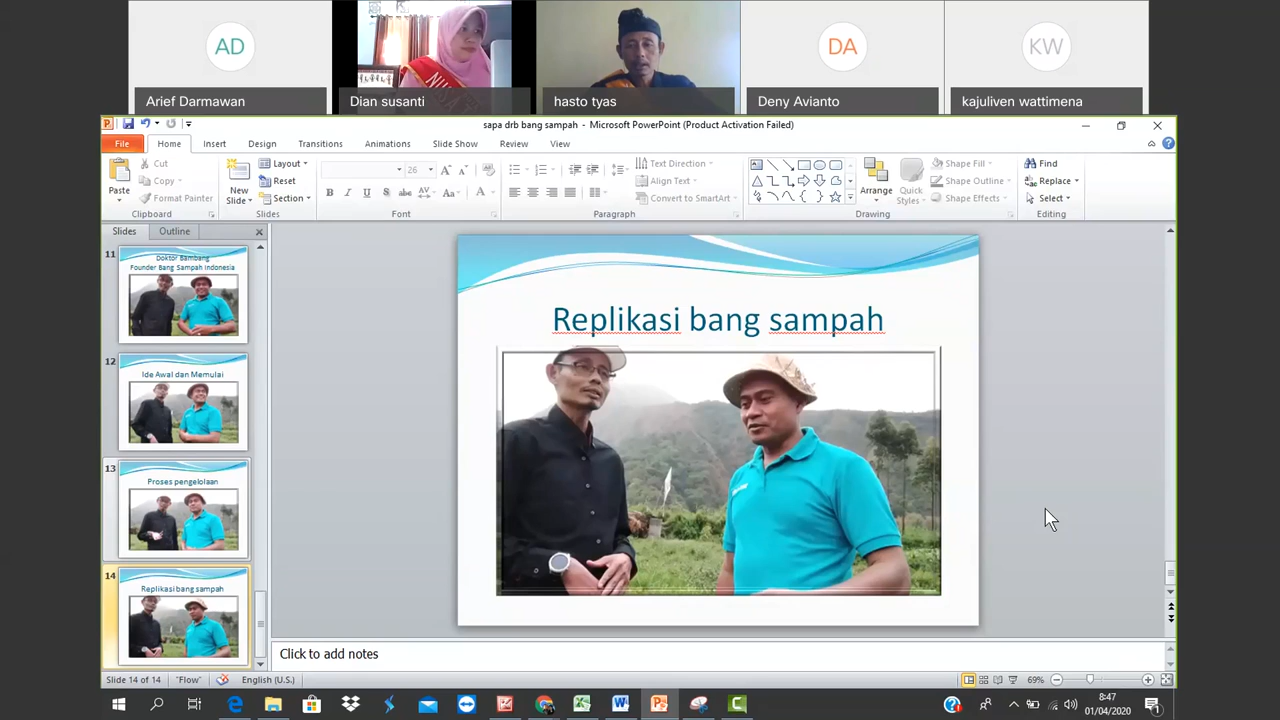 AD
DA
KW
Arief Darmawan
Dian susanti
hasto tyas
Deny Avianto
kajuliven wattimena
sapa drb bang sampah - Microsoft PowerPoint (Product Activation Failed)
File Home Insert Design Transitions Animations Slide Show Review View
Paste
Cut
Copy
Format Painter
Clipboard
New Slide
Layout
Reset
Section
Slides
26
Font
Text Direction
Align Text
Convert to SmartArt
Paragraph
Arrange
Quick Styles
Shape Fill
Shape Outline
Shape Effects
Drawing
Find
Replace
Select
Editing
Slides Outline
11
Doktor Bambang
Founder Bang Sampah Indonesia
12
Ide Awal dan Memulai
13
Proses pengelolaan
14
Replikasi bang sampah
Replikasi bang sampah
Click to add notes
Slide 14 of 14 "Flow" English (U.S.) 69%
8:47
01/04/2020